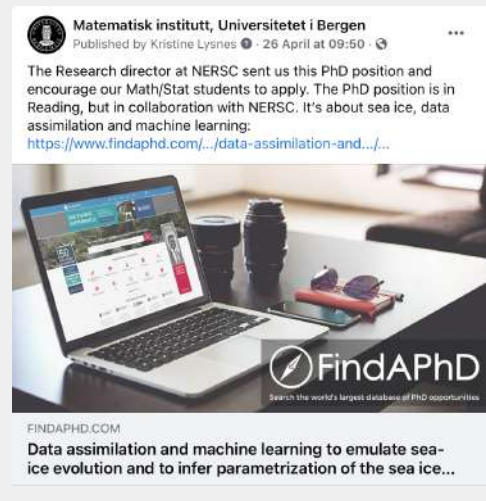 Matematisk institutt, Universitetet i Bergen
Published by Kristine Lysnes · 26 April at 09:50 ·
The Research director at NERSC sent us this PhD position and
encourage our Math/Stat students to apply. The PhD position is in
Reading, but in collaboration with NERSC. It's about sea ice, data
assimilation and machine learning:
https://www.findaphd.com/.../data-assimilation-and.../...
FindAPhD
Search the world's largest database of PhD opportunities
FINDAPHD.COM
Data assimilation and machine learning to emulate sea-
ice evolution and to infer parametrization of the sea ice...